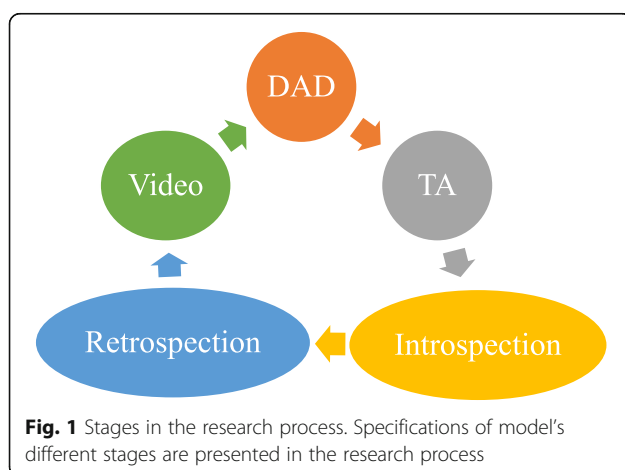 DAD
Video
TA
Retrospection
Introspection
Fig. 1 Stages in the research process. Specifications of model's
different stages are presented in the research process